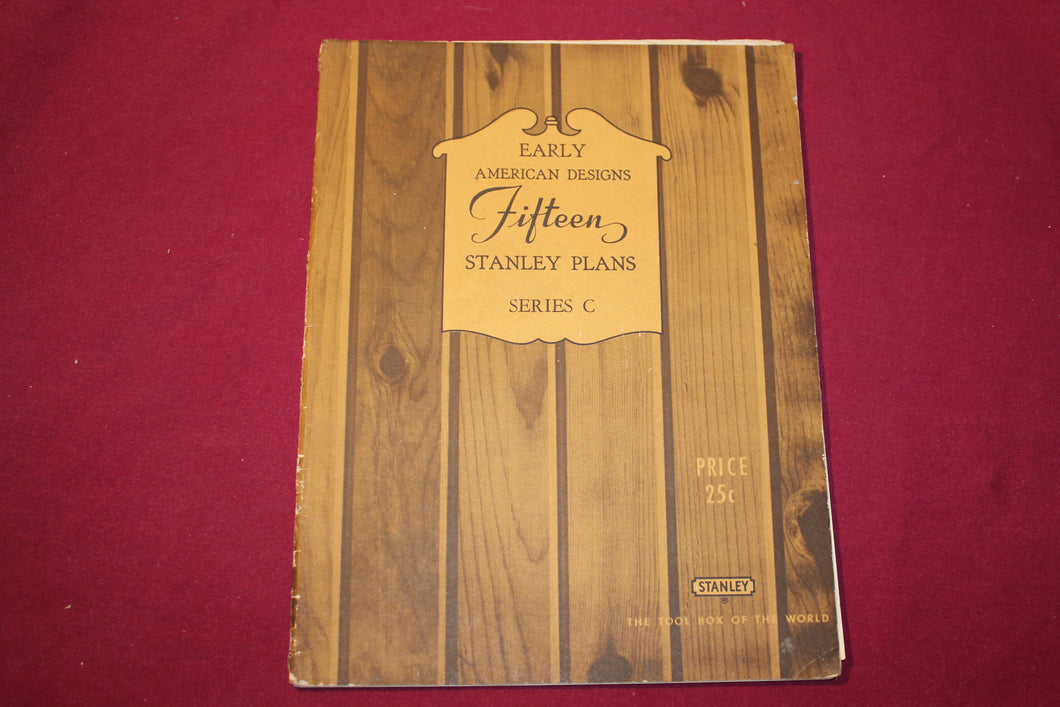 EARLY
AMERICAN DESIGNS
Fifteen
STANLEY PLANS
SERIES C
PRICE
25c
STANLEY
®
THE TOOL BOX OF THE WORLD